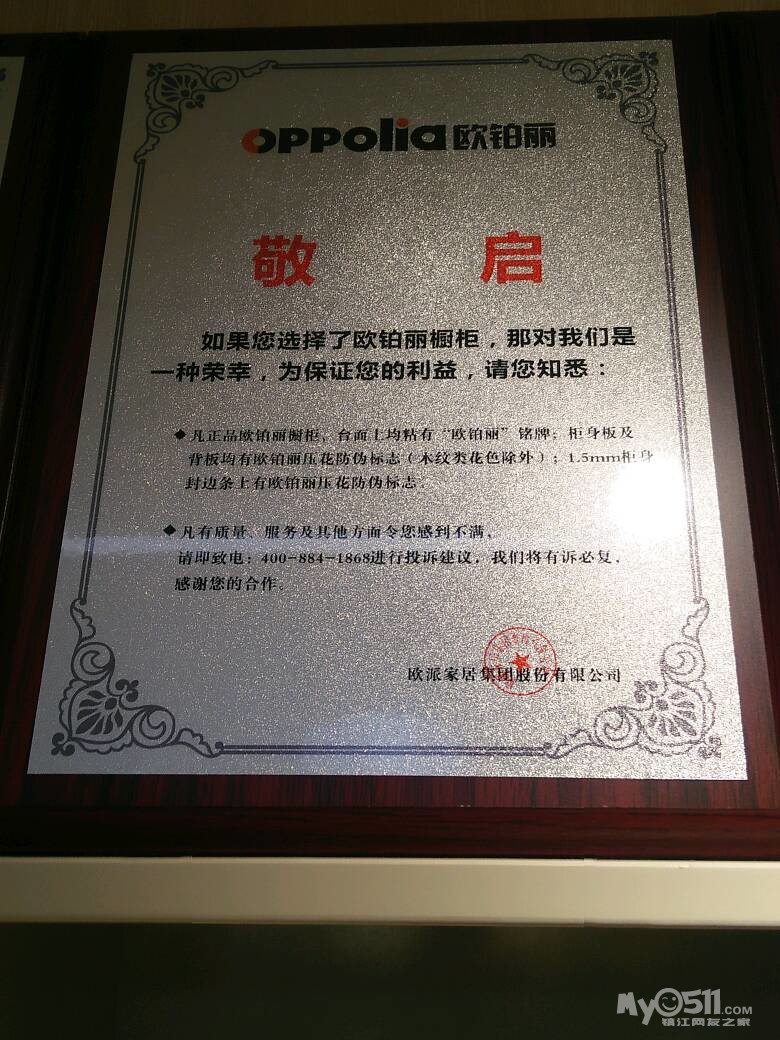 oppolia欧铂丽
敬 启
如果您选择了欧铂丽橱柜，那对我们是
一种荣幸，为保证您的利益，请您知悉：
◆凡正品欧铂丽橱柜，台面上均粘有“欧铂丽”铭牌；柜身板及
背板均有欧铂丽压花防伪标志（木纹类花色除外）；1.5mm柜身
封边条上有欧铂丽压花防伪标志。
◆凡有质量、服务及其他方面令您感到不满，
请即致电：400-884-1868进行投诉建议，我们将有诉必复，
感谢您的合作。
欧派家居集团股份有限公司
My0511.COM
镇江网友之家